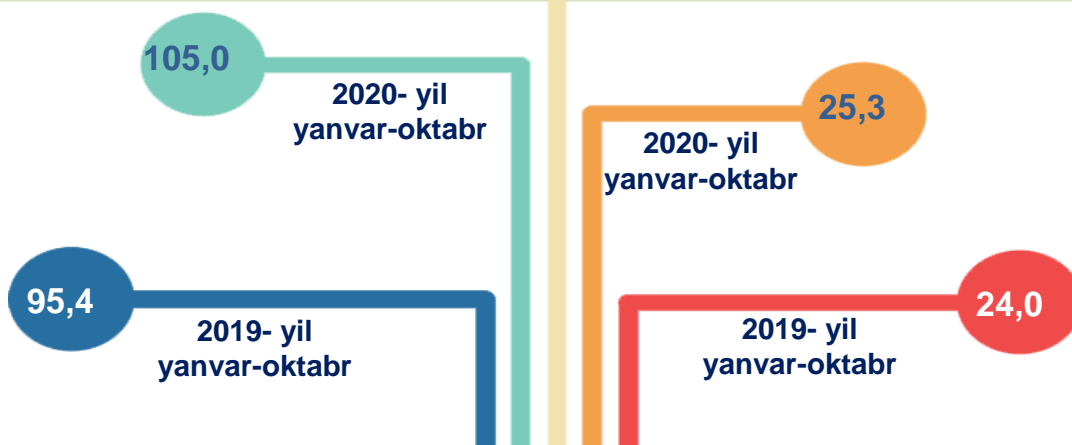 105,0
2020- yil
yanvar-oktabr
95,4
2019- yil
yanvar-oktabr
25,3
2020- yil
yanvar-oktabr
24,0
2019- yil
yanvar-oktabr